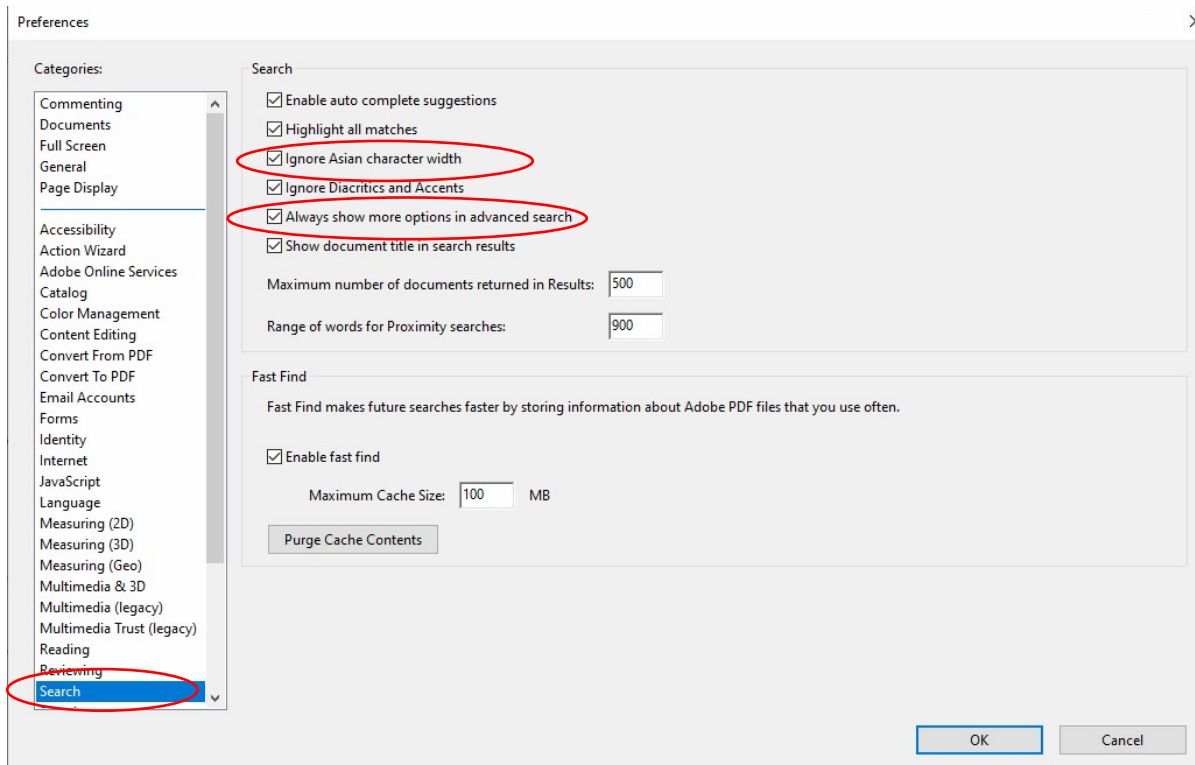 Preferences
Categories:
Commenting
Documents
Full Screen
General
Page Display
Accessibility
Action Wizard
Adobe Online Services
Catalog
Color Management
Content Editing
Convert From PDF
Convert To PDF
Email Accounts
Forms
Identity
Internet
JavaScript
Language
Measuring (2D)
Measuring (3D)
Measuring (Geo)
Multimedia & 3D
Multimedia (legacy)
Multimedia Trust (legacy)
Reading
Reviewing
Search
Search
Enable auto complete suggestions
Highlight all matches
Ignore Asian character width
Ignore Diacritics and Accents
Always show more options in advanced search
Show document title in search results
Maximum number of documents returned in Results: 500
Range of words for Proximity searches: 900
Fast Find
Fast Find makes future searches faster by storing information about Adobe PDF files that you use often.
Enable fast find
Maximum Cache Size: 100 MB
Purge Cache Contents
OK Cancel